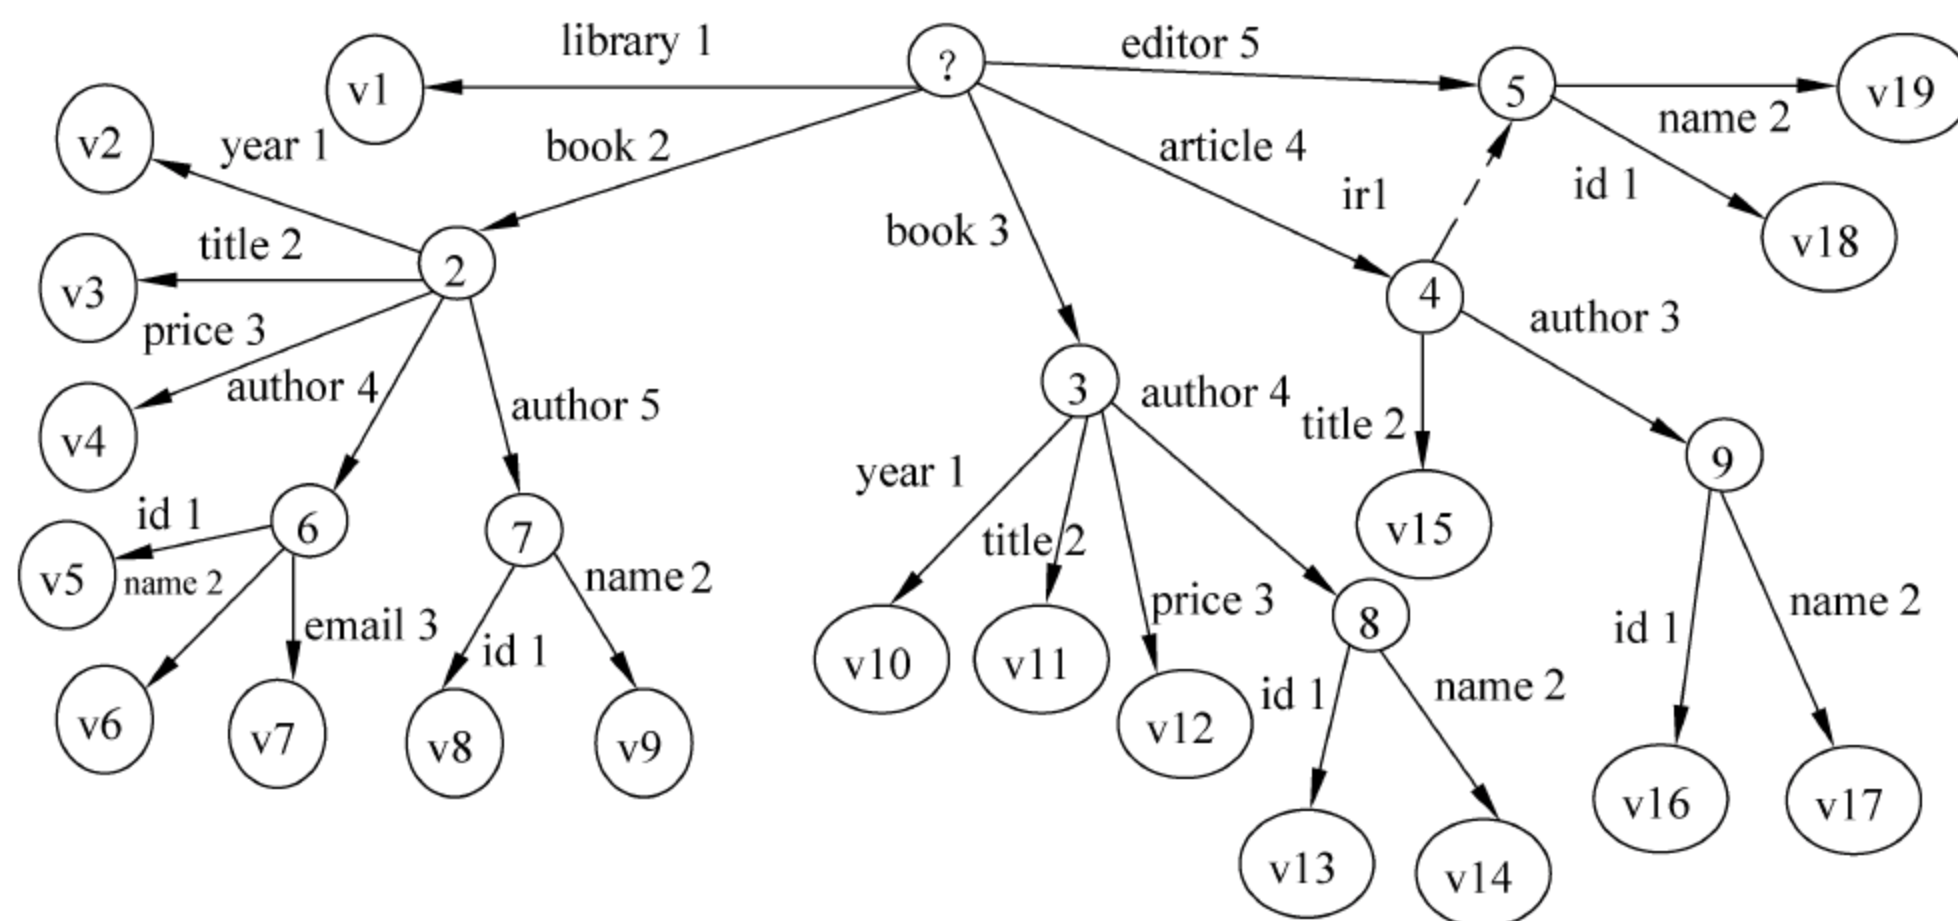 library 1
?
editor 5
v1
5
v19
v2
year 1
book 2
article 4
name 2
ir1
id 1
book 3
v18
title 2
2
v3
4
price 3
author 3
author 4
3
author 4
author 5
title 2
v4
9
year 1
id 1
6
7
v15
title 2
v5
name 2
name 2
price 3
name 2
email 3
8
id 1
id 1
v10
v11
id 1
name 2
v6
v7
v8
v9
v12
v16
v17
v13
v14